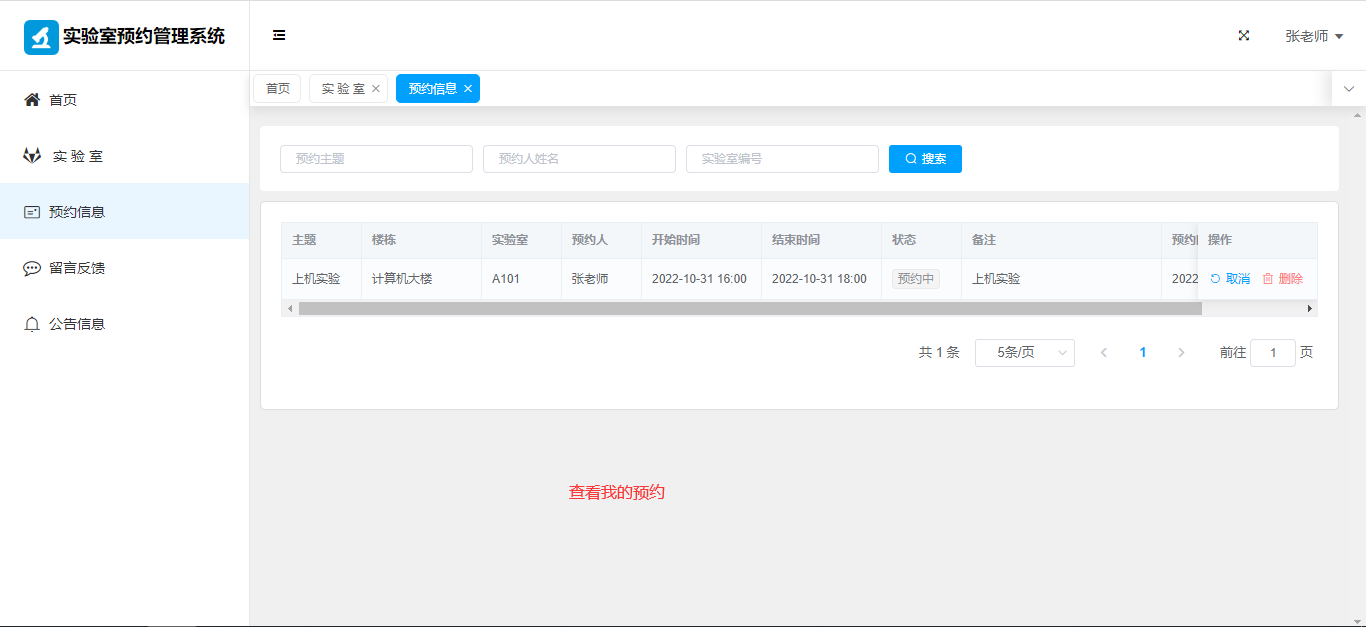 实验室预约管理系统
张老师
首页
实 验 室
预约信息
留言反馈
公告信息
首页 实 验 室 预约信息
预约主题 预约人姓名 实验室编号 搜索
主题 楼栋 实验室 预约人 开始时间 结束时间 状态 备注 预约 操作
上机实验 计算机大楼 A101 张老师 2022-10-31 16:00 2022-10-31 18:00 预约中 上机实验 2022 取消 删除
共 1 条 5条/页 1 前往 1 页
查看我的预约